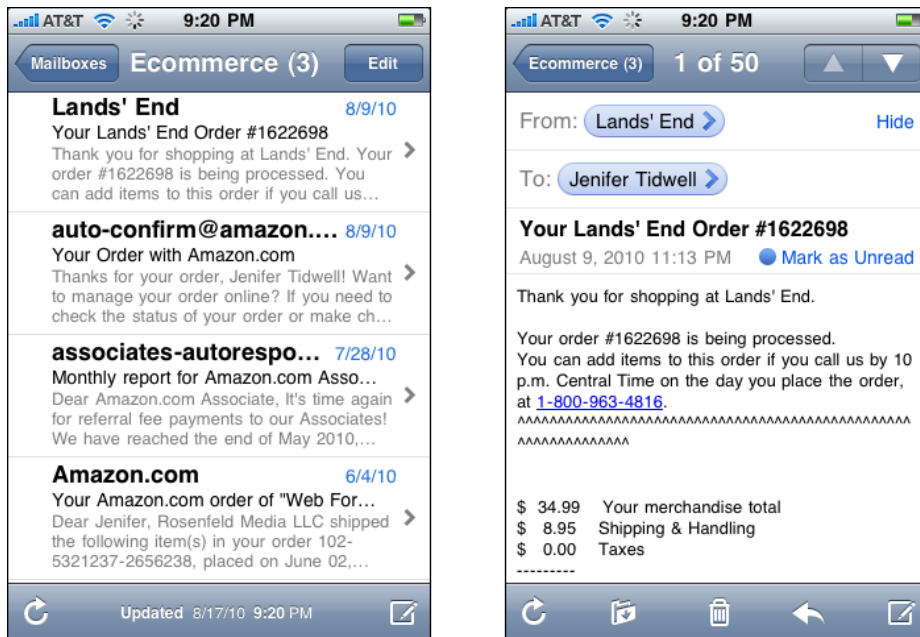 AT&T 9:20 PM
Mailboxes Ecommerce (3) Edit
Lands' End 8/9/10
Your Lands' End Order #1622698
Thank you for shopping at Lands' End. Your
order #1622698 is being processed. You
can add items to this order if you call us...
auto-confirm@amazon.... 8/9/10
Your Order with Amazon.com
Thanks for your order, Jenifer Tidwell! Want
to manage your order online? If you need to
check the status of your order or make ch...
associates-autorespo... 7/28/10
Monthly report for Amazon.com Asso...
Dear Amazon.com Associate, It's time again
for referral fee payments to our Associates!
We have reached the end of May 2010,...
Amazon.com 6/4/10
Your Amazon.com order of "Web For...
Dear Jenifer, Rosenfeld Media LLC shipped
the following item(s) in your order 102-
5321237-2656238, placed on June 02,...
Updated 8/17/10 9:20 PM
AT&T 9:20 PM
Ecommerce (3) 1 of 50
From: Lands' End Hide
To: Jenifer Tidwell
Your Lands' End Order #1622698
August 9, 2010 11:13 PM Mark as Unread
Thank you for shopping at Lands' End.
Your order #1622698 is being processed.
You can add items to this order if you call us by 10
p.m. Central Time on the day you place the order,
at 1-800-963-4816.
^^^^^^^^^^^^^^^^^^^^^^^^^^^^^^^^^^^^^^^^^^^^^^^^^
^^^^^^^^^^^^^^
$ 34.99 Your merchandise total
$ 8.95 Shipping & Handling
$ 0.00 Taxes
---------